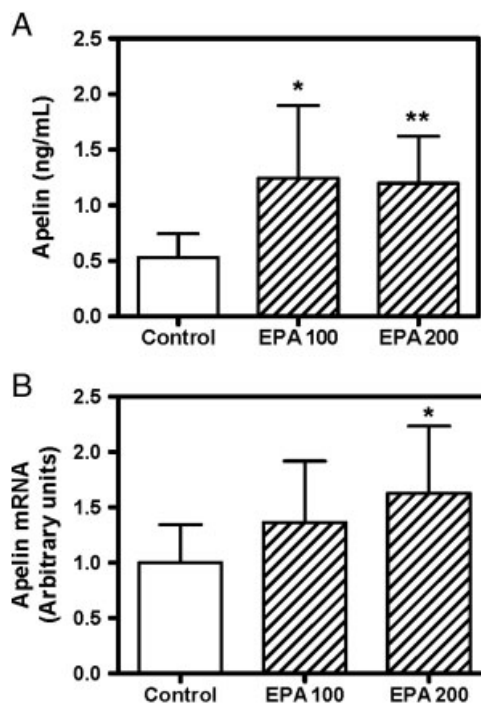 A
Apelin (ng/mL)
2.5
2.0
1.5
1.0
0.5
0.0
*
**
Control EPA 100 EPA 200
B
Apelin mRNA
(Arbitrary units)
2.5
2.0
1.5
1.0
0.5
0.0
*
Control EPA 100 EPA 200